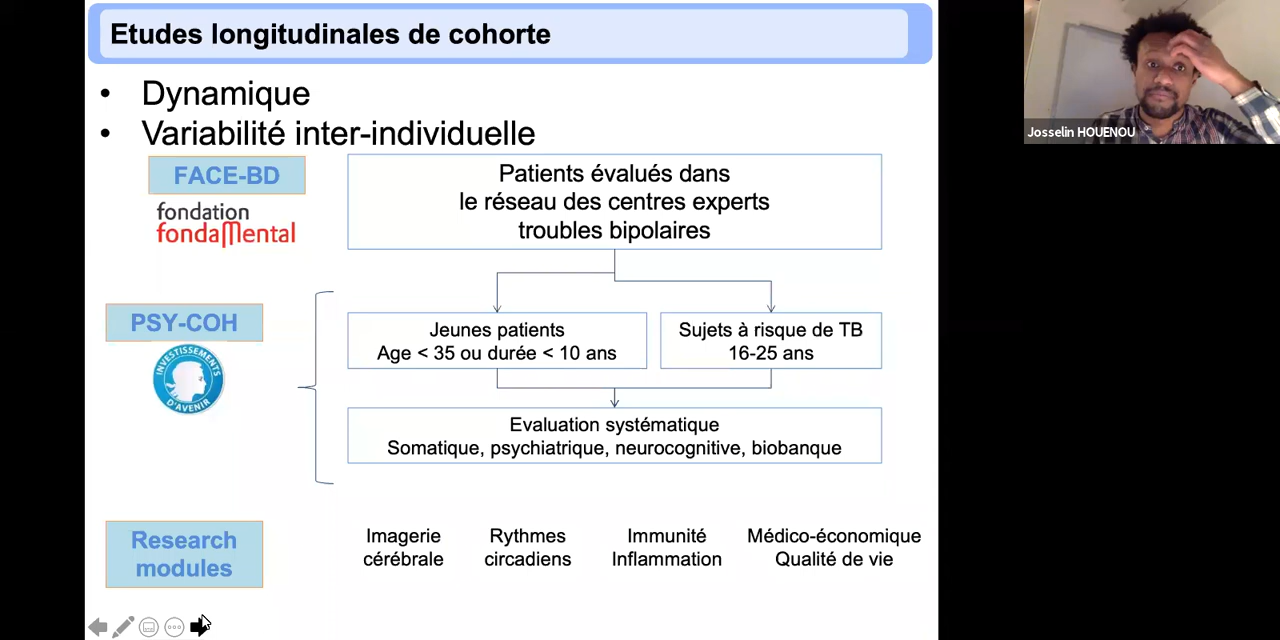 Etudes longitudinales de cohorte
• Dynamique
• Variabilité inter-individuelle
FACE-BD
fondation
fondaMental
Patients évalués dans
le réseau des centres experts
troubles bipolaires
PSY-COH
INVESTISSEMENTS
D'AVENIR
Jeunes patients
Age < 35 ou durée < 10 ans
Sujets à risque de TB
16-25 ans
Evaluation systématique
Somatique, psychiatrique, neurocognitive, biobanque
Research
modules
Imagerie
cérébrale
Rythmes
circadiens
Immunité
Inflammation
Médico-économique
Qualité de vie
Josselin HOUENOU